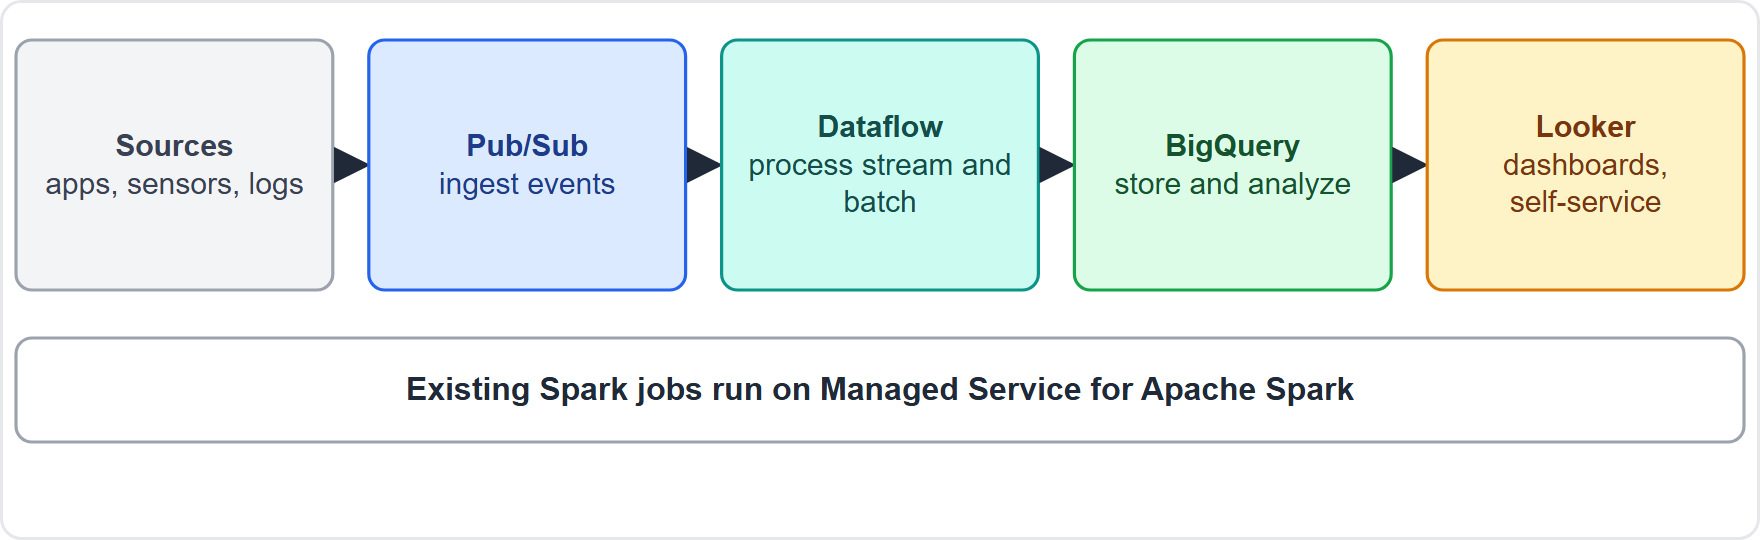 Sources
apps, sensors, logs
Pub/Sub
ingest events
Dataflow
process stream and
batch
BigQuery
store and analyze
Looker
dashboards,
self-service
Existing Spark jobs run on Managed Service for Apache Spark